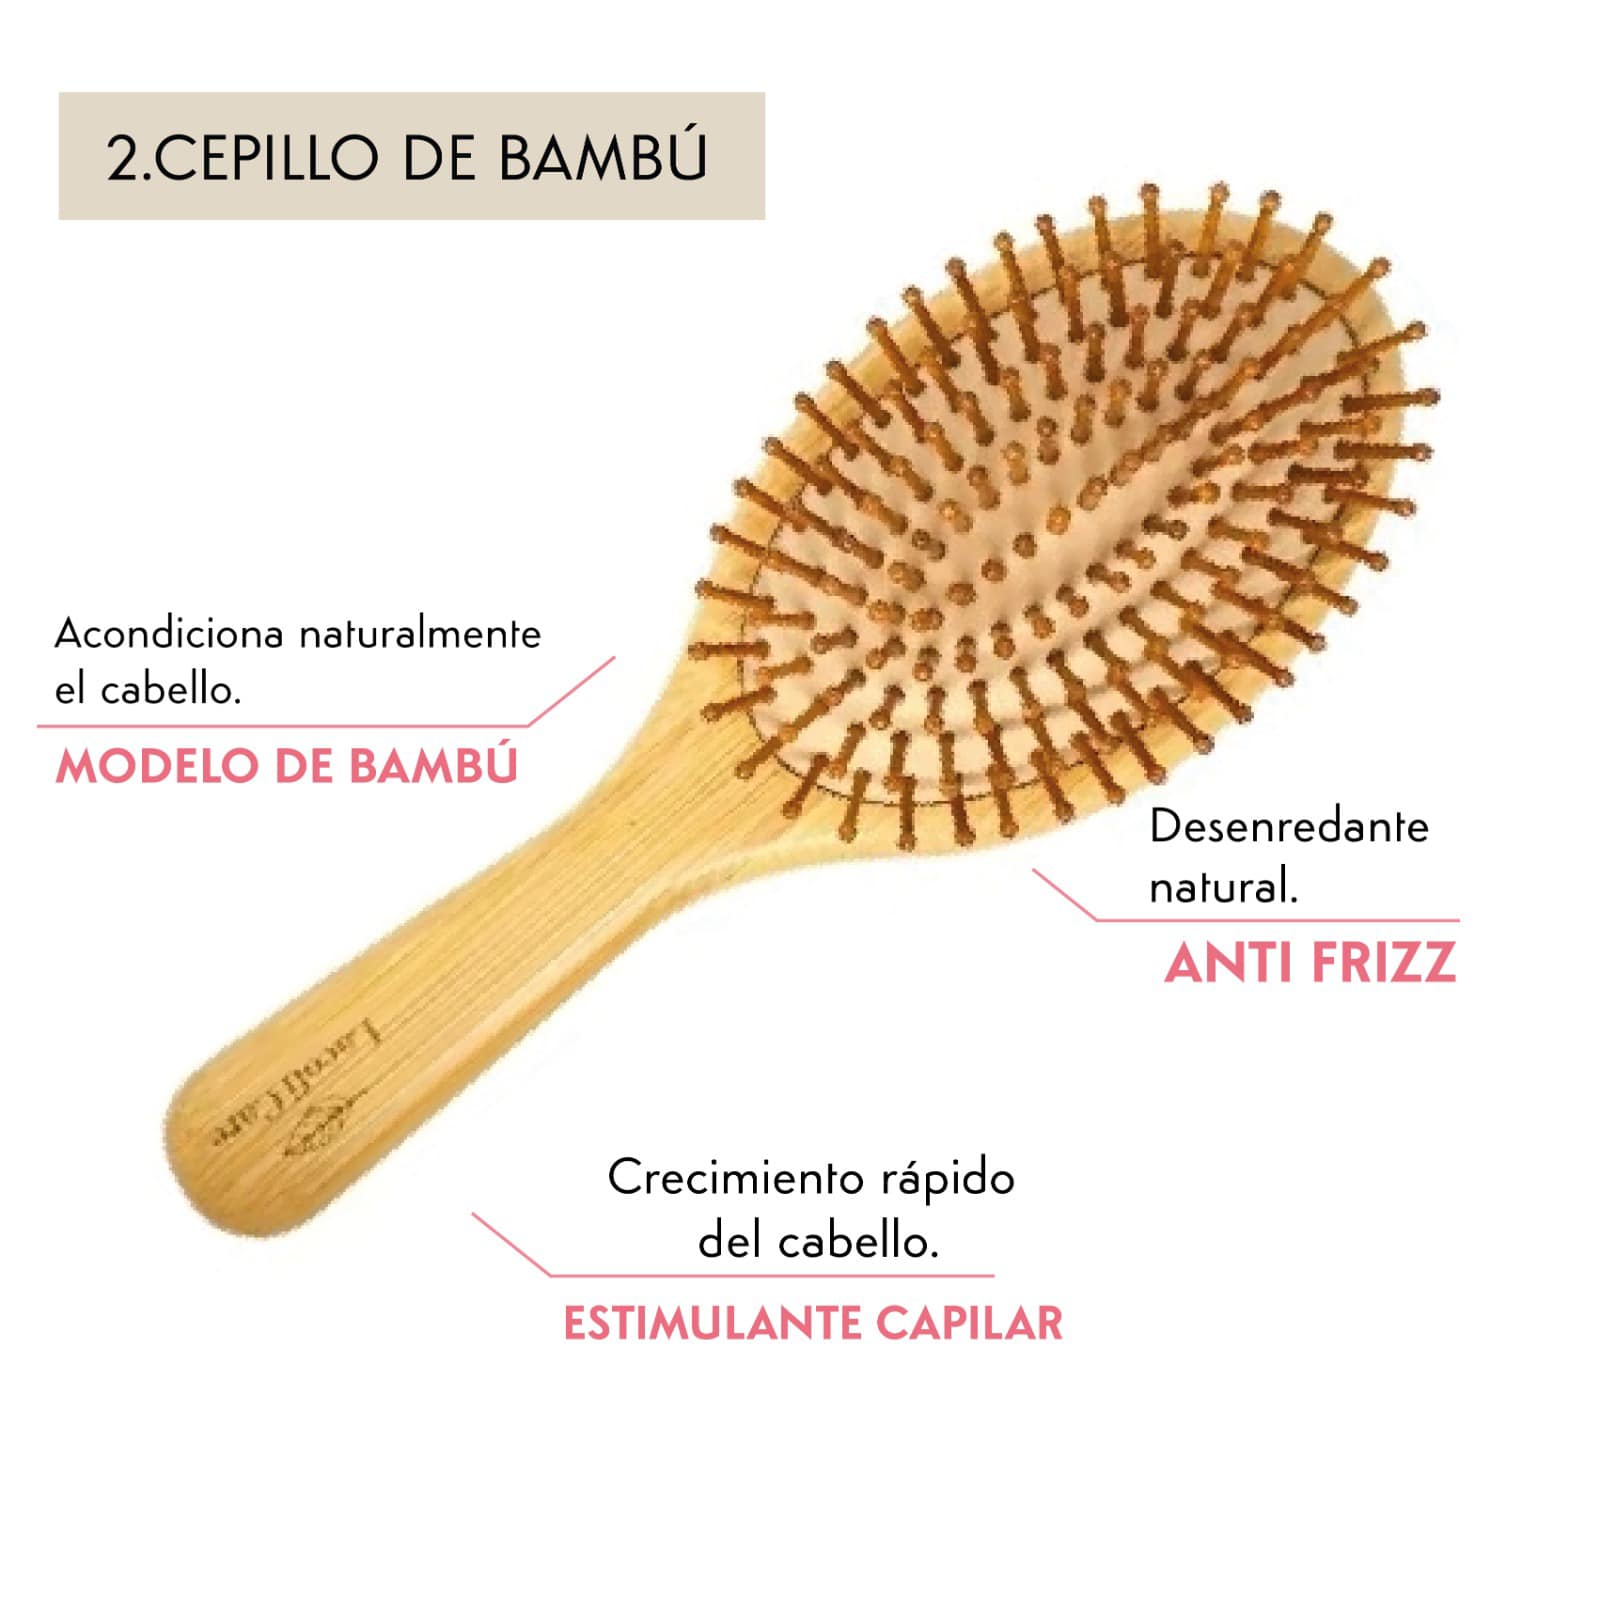 2.CEPILLO DE BAMBÚ
Acondiciona naturalmente
el cabello.
MODELO DE BAMBÚ
Desenredante
natural.
ANTI FRIZZ
Crecimiento rápido
del cabello.
ESTIMULANTE CAPILAR